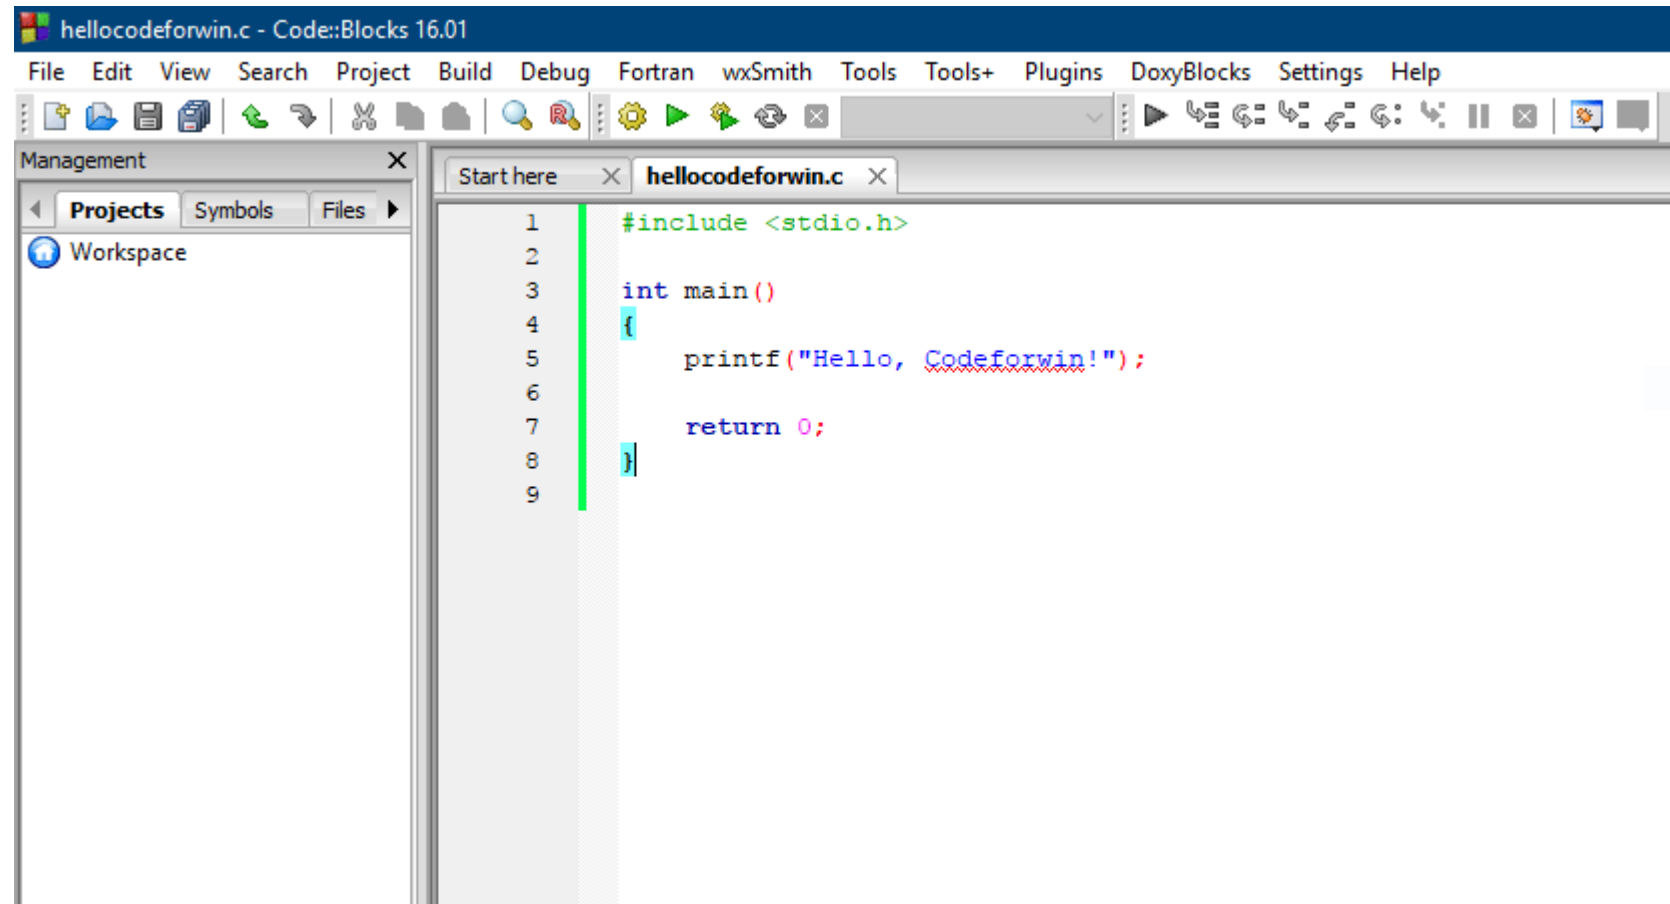 hellocodeforwin.c - Code::Blocks 16.01
File Edit View Search Project Build Debug Fortran wxSmith Tools Tools+ Plugins DoxyBlocks Settings Help
Management
Projects Symbols Files
Workspace
Start here hellocodeforwin.c
1 #include <stdio.h>
2
3 int main()
4 {
5     printf("Hello, Codeforwin!");
6
7     return 0;
8 }
9